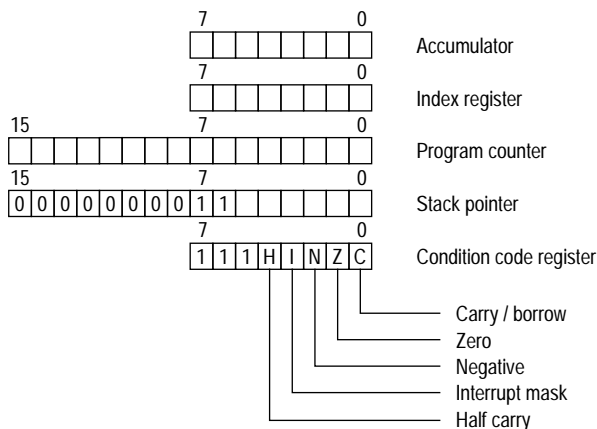 7 0
Accumulator
7 0
Index register
15 7 0
Program counter
15 7 0
0 0 0 0 0 0 0 0 1 1 Stack pointer
7 0
1 1 1 H I N Z C Condition code register
Carry / borrow
Zero
Negative
Interrupt mask
Half carry